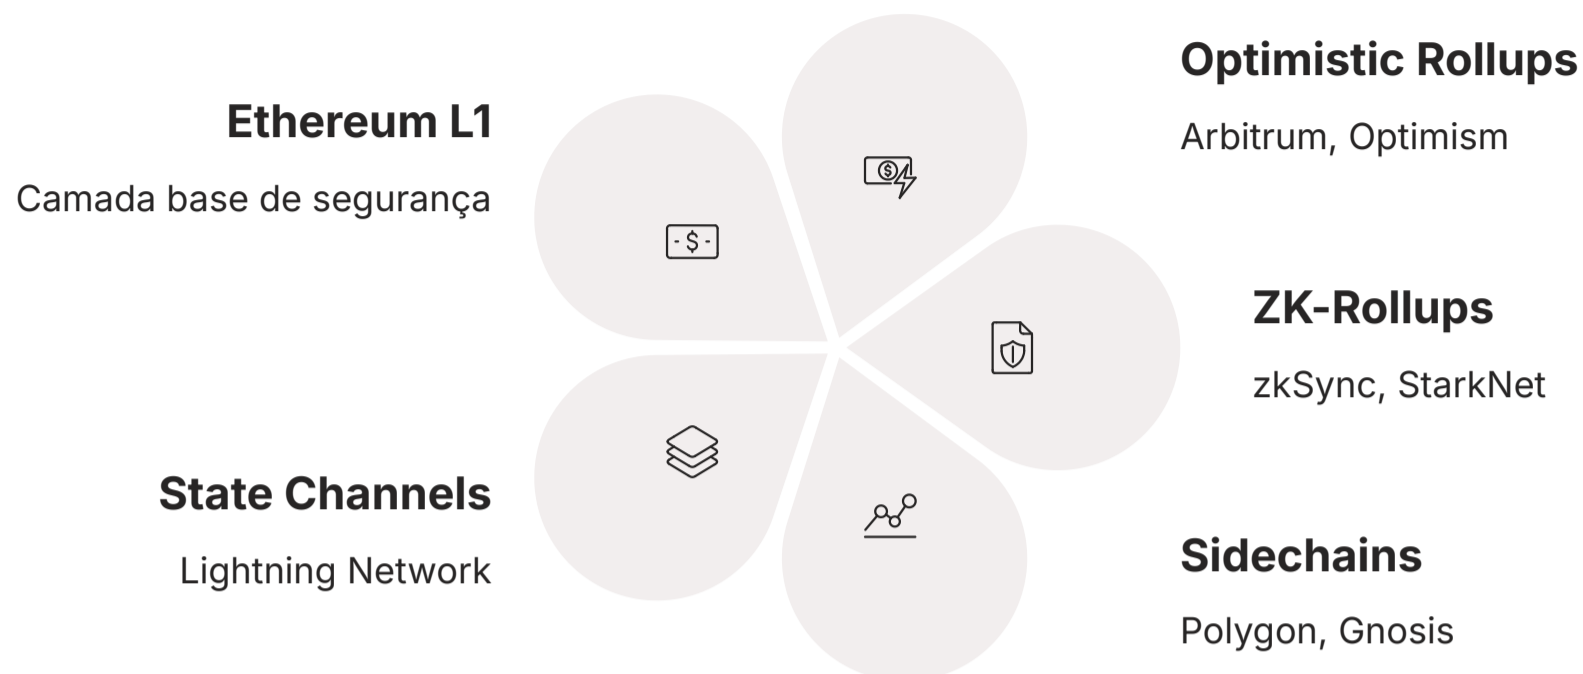 Ethereum L1
Camada base de segurança
Optimistic Rollups
Arbitrum, Optimism
ZK-Rollups
zkSync, StarkNet
Sidechains
Polygon, Gnosis
State Channels
Lightning Network